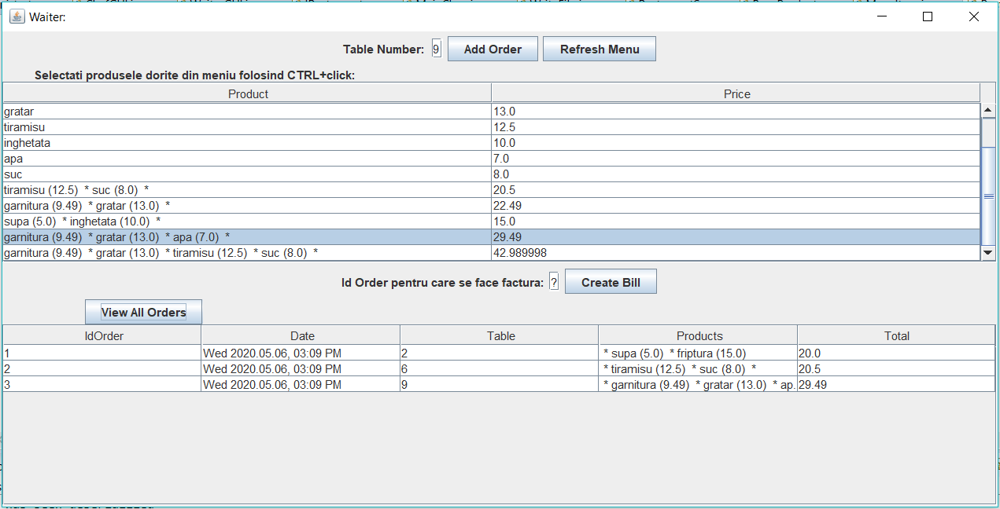 Waiter:
Table Number: 9 Add Order Refresh Menu
Selectati produsele dorite din meniu folosind CTRL+click:
Product Price
gratar 13.0
tiramisu 12.5
inghetata 10.0
apa 7.0
suc 8.0
tiramisu (12.5) * suc (8.0) * 20.5
garnitura (9.49) * gratar (13.0) * 22.49
supa (5.0) * inghetata (10.0) * 15.0
garnitura (9.49) * gratar (13.0) * apa (7.0) * 29.49
garnitura (9.49) * gratar (13.0) * tiramisu (12.5) * suc (8.0) * 42.989998
Id Order pentru care se face factura: ? Create Bill
View All Orders
IdOrder Date Table Products Total
1 Wed 2020.05.06, 03:09 PM 2 * supa (5.0) * friptura (15.0) 20.0
2 Wed 2020.05.06, 03:09 PM 6 * tiramisu (12.5) * suc (8.0) * 20.5
3 Wed 2020.05.06, 03:09 PM 9 * garnitura (9.49) * gratar (13.0) * ap. 29.49